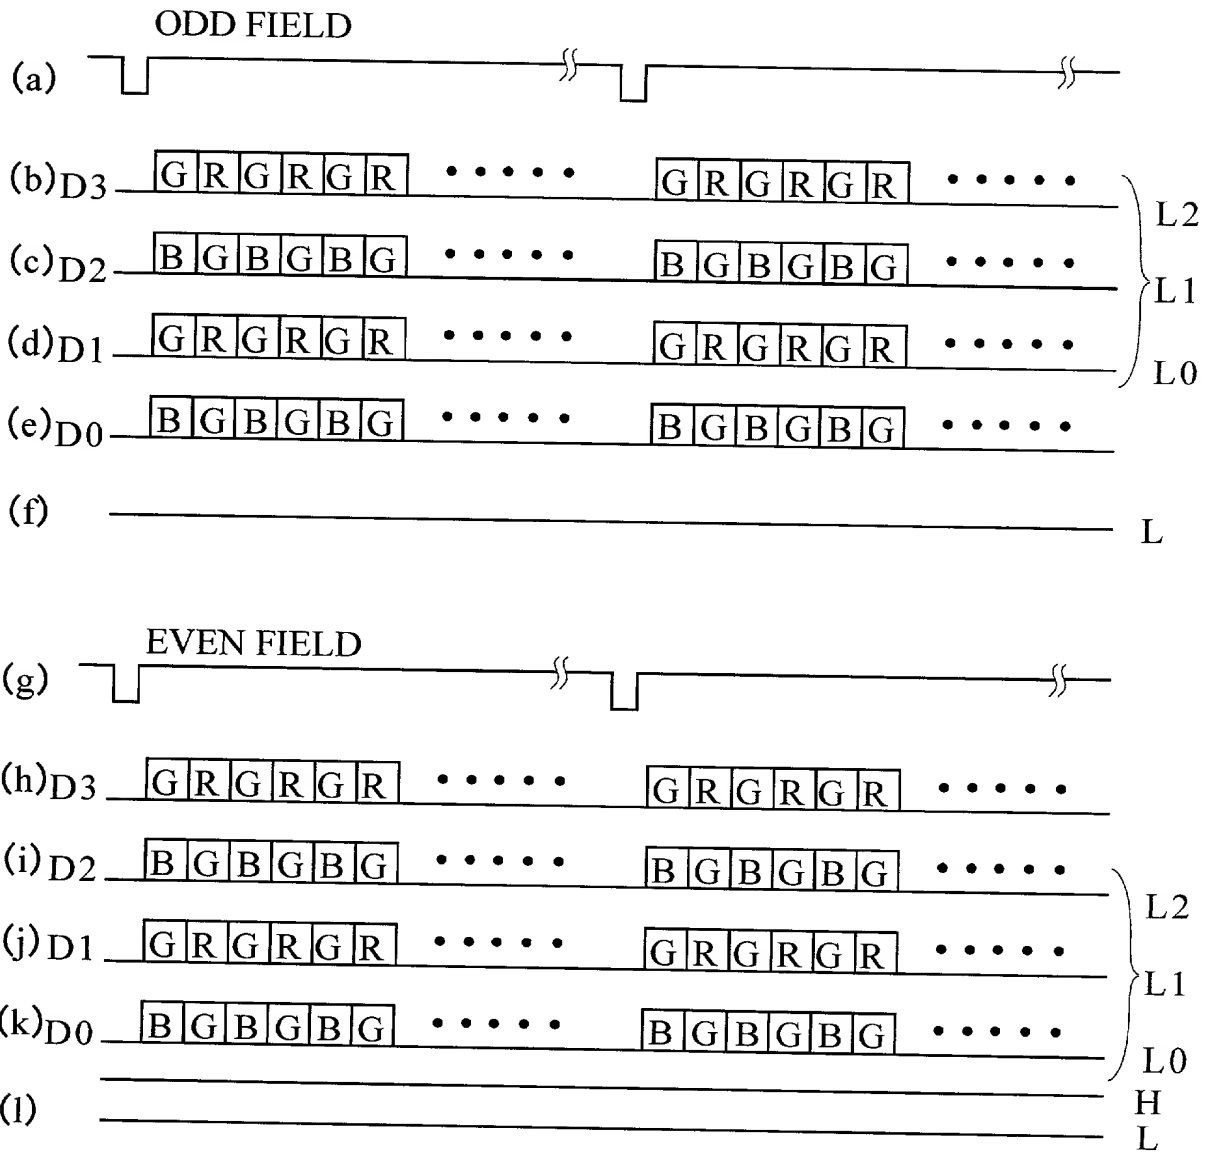 ODD FIELD
(a)
(b) D3 G R G R G R ····· G R G R G R ····· L2
(c) D2 B G B G B G ····· B G B G B G ····· L1
(d) D1 G R G R G R ····· G R G R G R ····· L0
(e) D0 B G B G B G ····· B G B G B G ·····
(f) L
EVEN FIELD
(g)
(h) D3 G R G R G R ····· G R G R G R ·····
(i) D2 B G B G B G ····· B G B G B G ····· L2
(j) D1 G R G R G R ····· G R G R G R ····· L1
(k) D0 B G B G B G ····· B G B G B G ····· L0
H
(l)
L